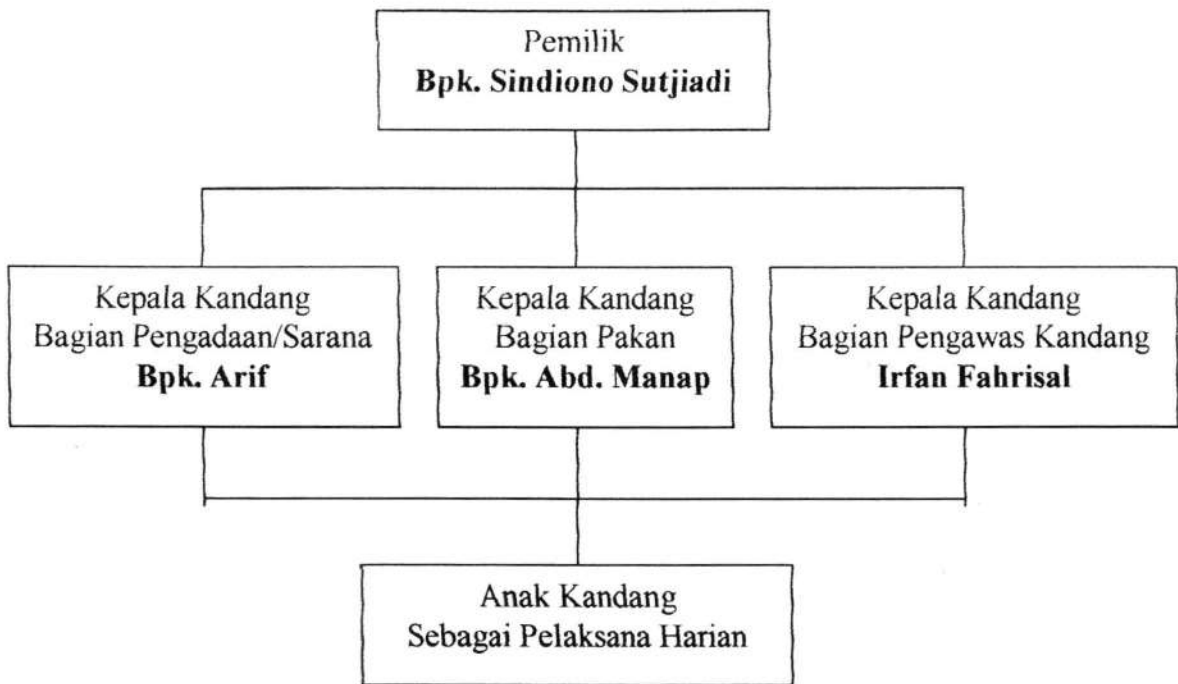 Pemilik
Bpk. Sindiono Sutjiadi
Kepala Kandang
Bagian Pengadaan/Sarana
Bpk. Arif
Kepala Kandang
Bagian Pakan
Bpk. Abd. Manap
Kepala Kandang
Bagian Pengawas Kandang
Irfan Fahrisal
Anak Kandang
Sebagai Pelaksana Harian